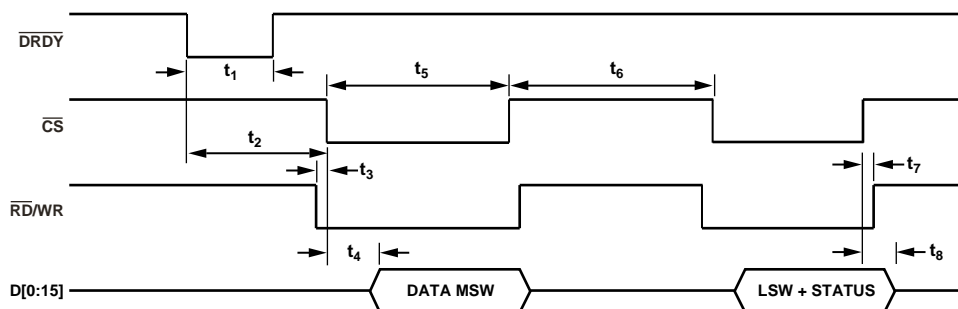 DRDY
t1
t5
t6
CS
t2
t3
t7
RD/WR
t4
t8
D[0:15]
DATA MSW
LSW + STATUS